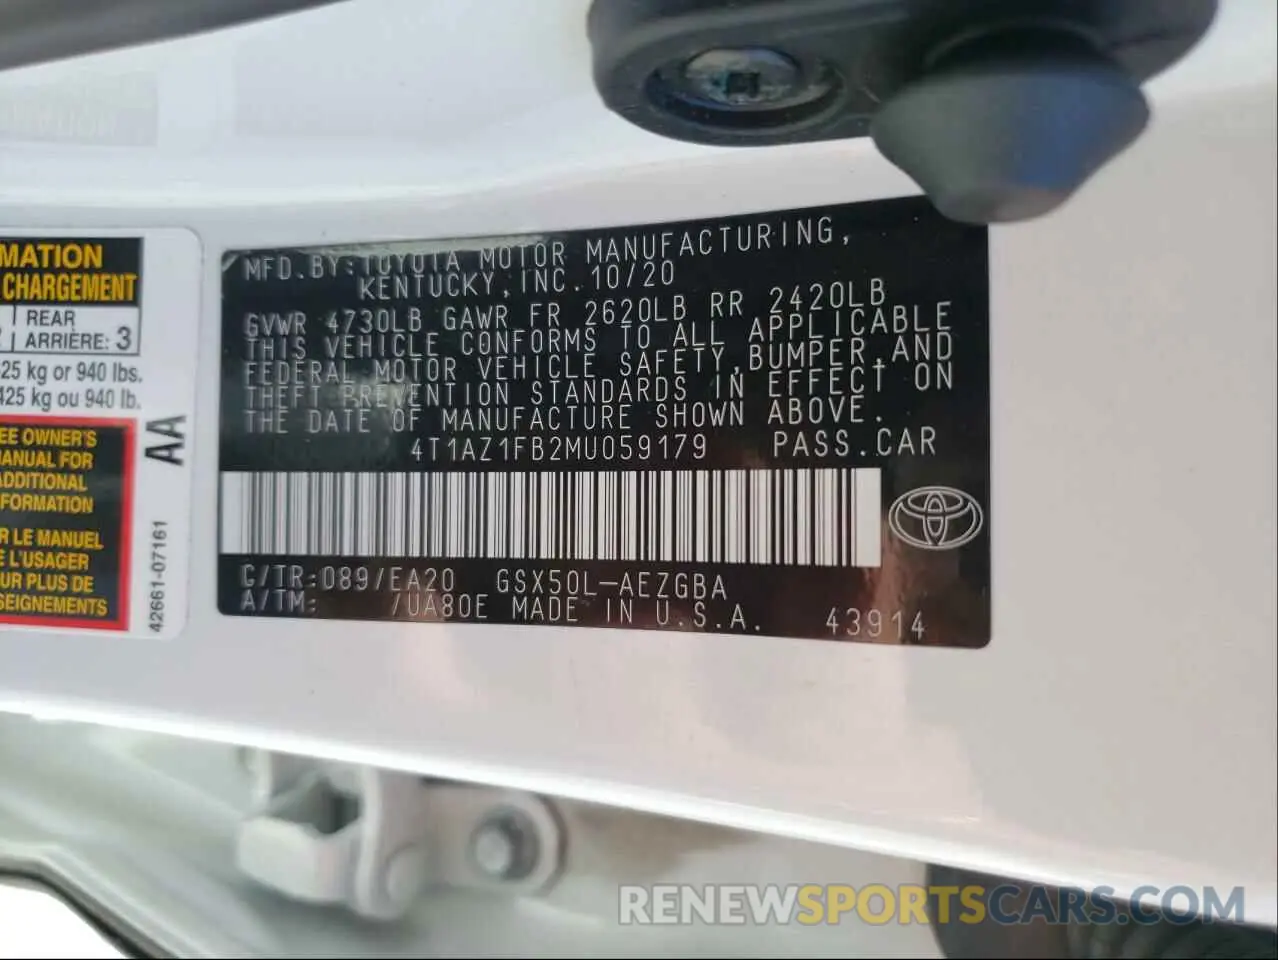 MATION
CHARGEMENT
REAR
ARRIÈRE: 3
25 kg or 940 lbs.
425 kg ou 940 lb.
EE OWNER'S
ANUAL FOR
ADDITIONAL
FORMATION
R LE MANUEL
E L'USAGER
UR PLUS DE
SEIGNEMENTS
AA
42661-07161
MFD.BY:TOYOTA MOTOR MANUFACTURING,
KENTUCKY,INC.10/20
GVWR 4730LB GAWR FR 2620LB RR 2420LB
THIS VEHICLE CONFORMS TO ALL APPLICABLE
FEDERAL MOTOR VEHICLE SAFETY,BUMPER,AND
THEFT PREVENTION STANDARDS IN EFFECT ON
THE DATE OF MANUFACTURE SHOWN ABOVE.
4T1AZ1FB2MU059179 PASS.CAR
C/TR:089/EA20 GSX50L-AEZGBA
A/TM: /UA80E MADE IN U.S.A. 43914
RENEWSPORTSCARS.COM